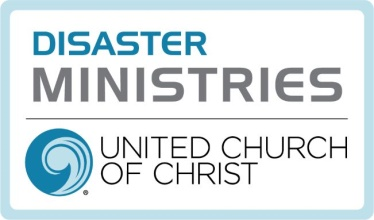 DISASTER
MINISTRIES
UNITED CHURCH
OF CHRIST
®